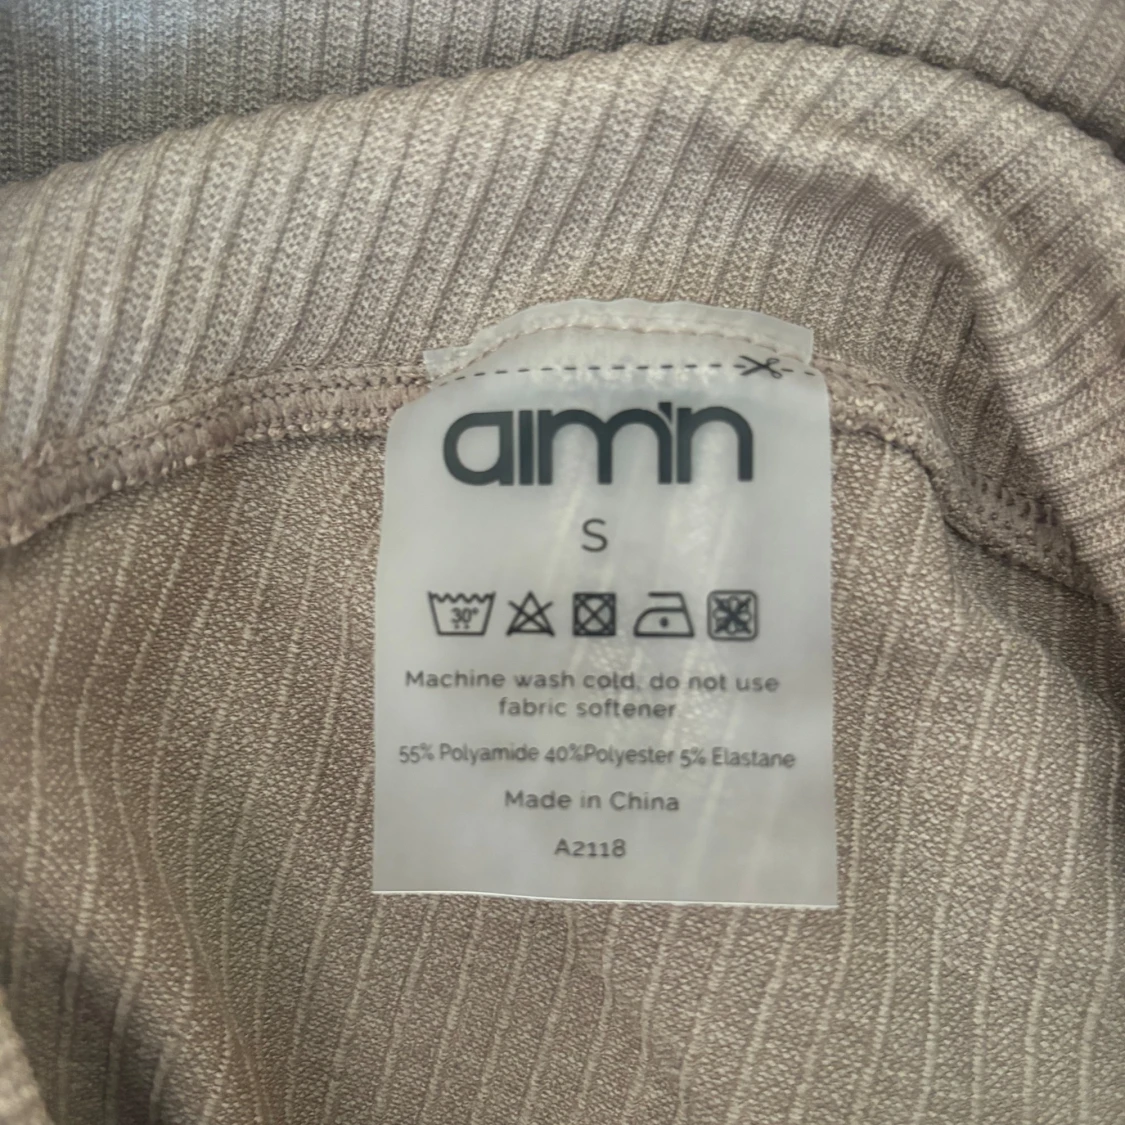 aim'n
S
30°
Machine wash cold, do not use
fabric softener
55% Polyamide 40%Polyester 5% Elastane
Made in China
A2118